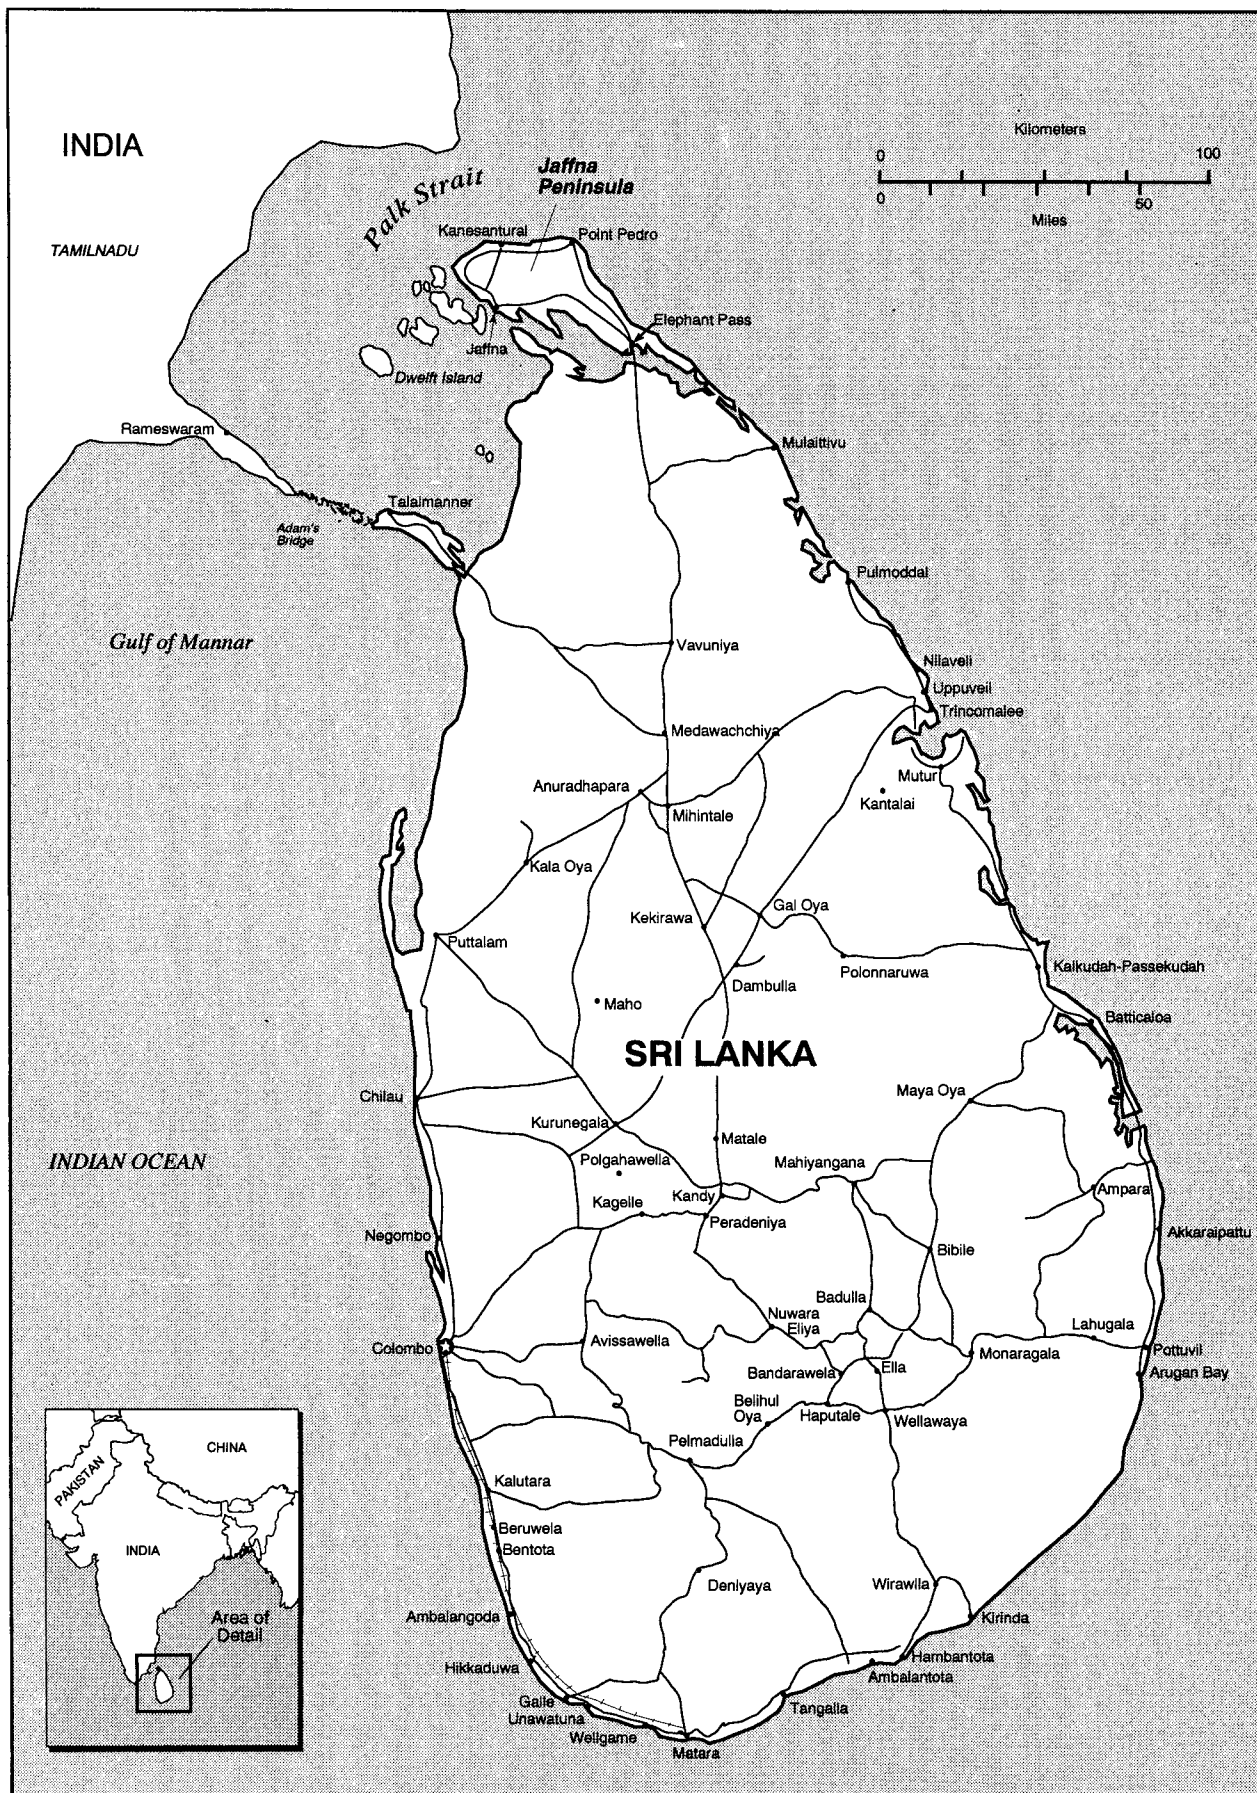 Kilometers
0 100
0 50
Miles
INDIA
Palk Strait
Jaffna
Peninsula
TAMILNADU
Kanesantural
Point Pedro
Elephant Pass
Jaffna
Dwelft Island
Rameswaram
Mulaittivu
Talaimanner
Adam's
Bridge
Pulmoddal
Gulf of Mannar
Vavuniya
Nilaveli
Uppuveil
Trincomalee
Medawachchiya
Mutur
Anuradhapara
Kantalai
Mihintale
Kala Oya
Gal Oya
Kekirawa
Puttalam
Kalkudah-Passekudah
Polonnaruwa
Dambulla
Maho
Batticaloa
SRI LANKA
Maya Oya
Chilau
Kurunegala
Matale
INDIAN OCEAN
Polgahawella
Mahiyangana
Ampara
Kandy
Kagelle
Peradeniya
Akkaraipattu
Negombo
Bibile
Badulla
Nuwara
Eliya
Lahugala
Avissawella
Colombo
Pottuvil
Monaragala
Ella
Bandarawela
Arugan Bay
Belihul
Oya
Haputale
Wellawaya
Pelmadulla
CHINA
PAKISTAN
Kalutara
Beruwela
INDIA
Bentota
Deniyaya
Wirawila
Area of
Detail
Ambalangoda
Kirinda
Hambantota
Hikkaduwa
Ambalantota
Galle
Unawatuna
Tangalla
Wellgame
Matara